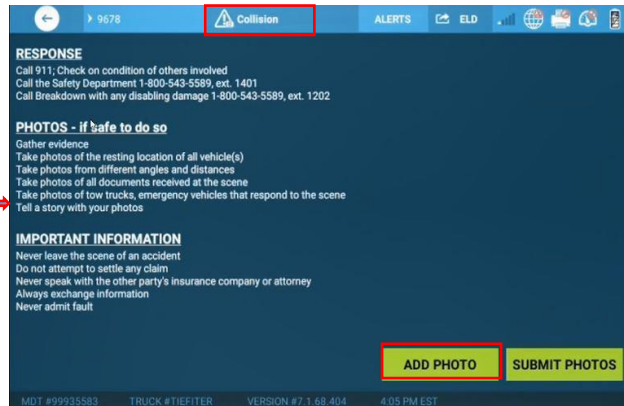 > 9678 Collision ALERTS ELD
RESPONSE
Call 911; Check on condition of others involved
Call the Safety Department 1-800-543-5589, ext. 1401
Call Breakdown with any disabling damage 1-800-543-5589, ext. 1202
PHOTOS - if safe to do so
Gather evidence
Take photos of the resting location of all vehicle(s)
Take photos from different angles and distances
Take photos of all documents received at the scene
Take photos of tow trucks, emergency vehicles that respond to the scene
Tell a story with your photos
IMPORTANT INFORMATION
Never leave the scene of an accident
Do not attempt to settle any claim
Never speak with the other party's insurance company or attorney
Always exchange information
Never admit fault
ADD PHOTO SUBMIT PHOTOS
MDT #99935583 TRUCK #TIEFITER VERSION #7.1.68.404 4:05 PM EST